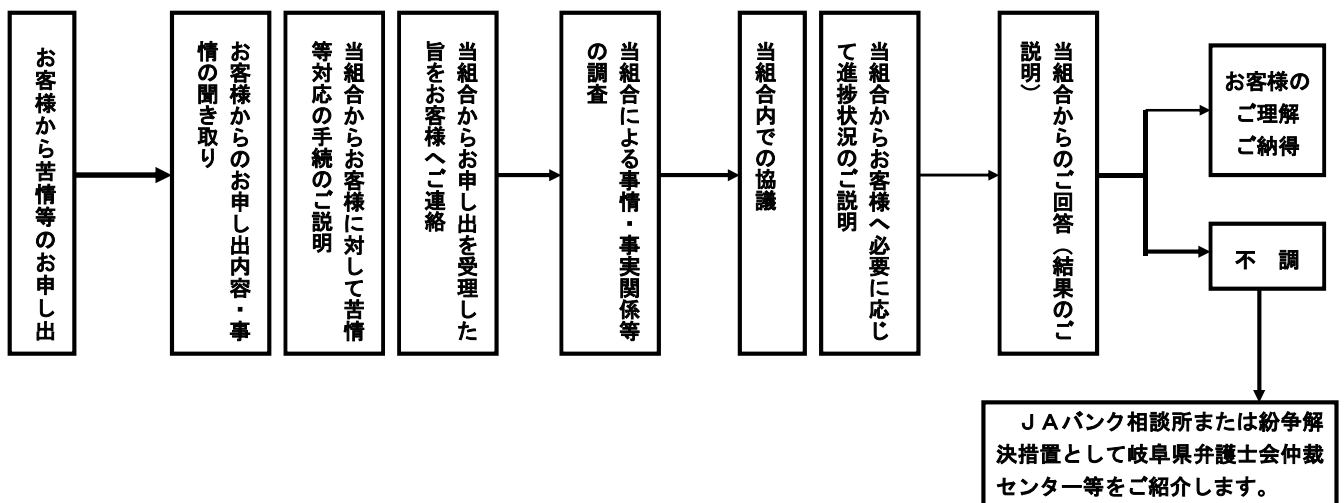 お客様から苦情等のお申し出
お客様からのお申し出内容・事
情の聞き取り
当組合からお客様に対して苦情
等対応の手続のご説明
当組合からお申し出を受理した
旨をお客様へご連絡
当組合による事情・事実関係等
の調査
当組合内での協議
当組合からお客様へ必要に応じ
て進捗状況のご説明
当組合からのご回答（結果のご
説明）
お客様の
ご理解
ご納得
不　調
　ＪＡバンク相談所または紛争解
決措置として岐阜県弁護士会仲裁
センター等をご紹介します。